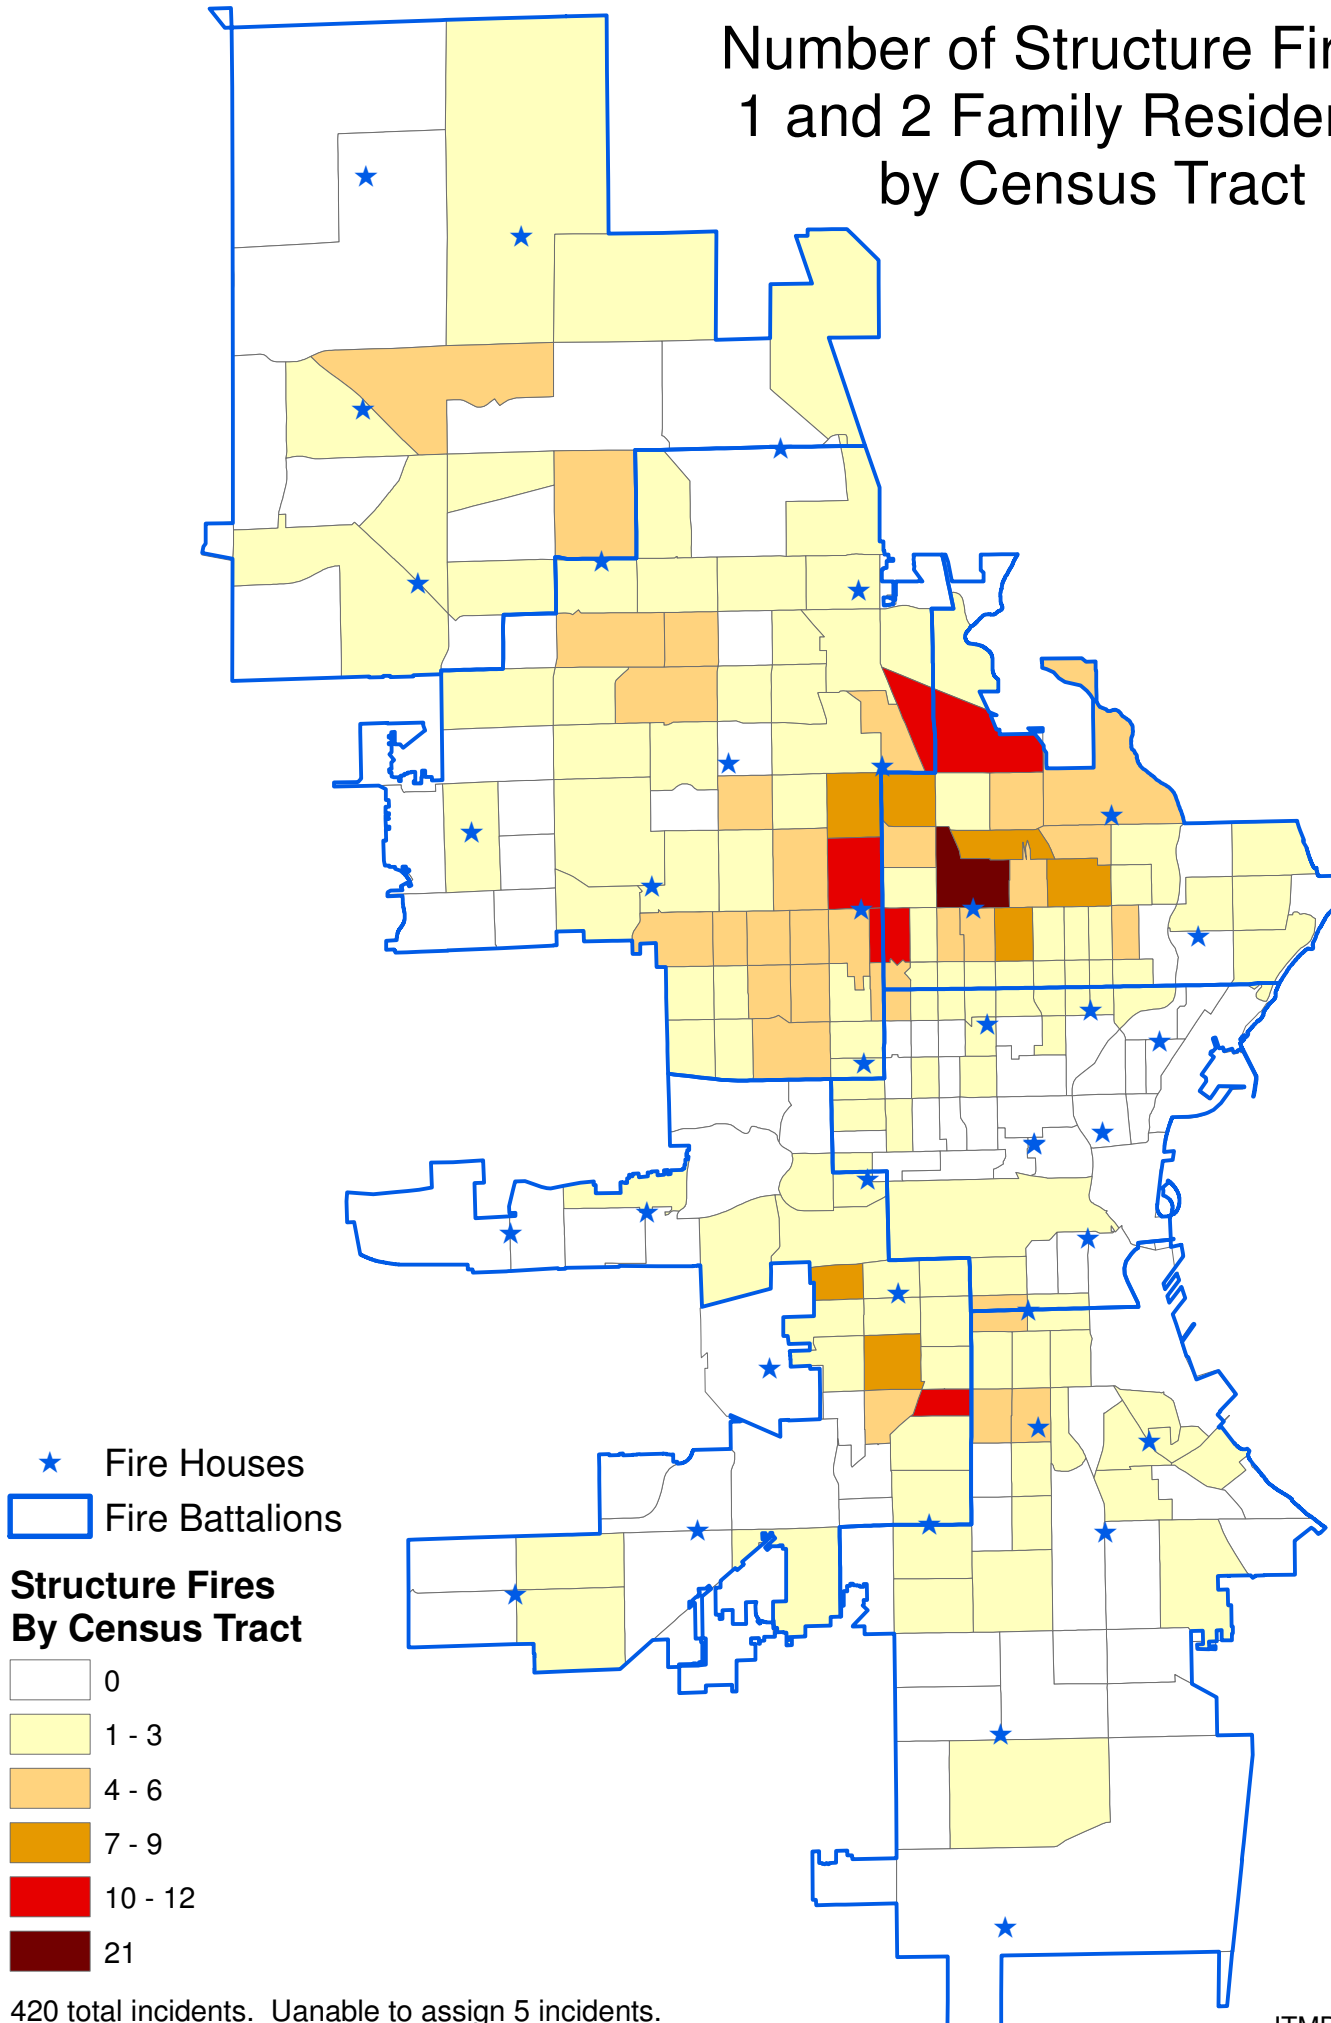 Number of Structure Fir
1 and 2 Family Reside
by Census Tract
Fire Houses
Fire Battalions
Structure Fires
By Census Tract
0
1 - 3
4 - 6
7 - 9
10 - 12
21
420 total incidents. Uanable to assign 5 incidents.